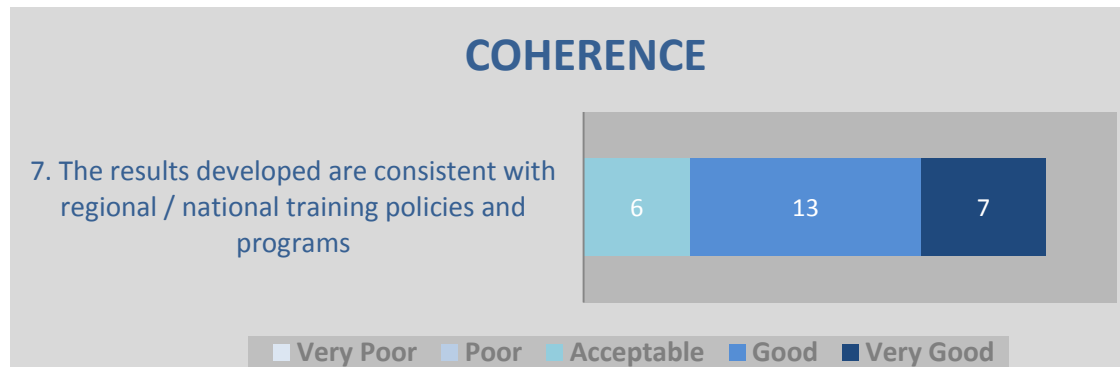 COHERENCE
7. The results developed are consistent with
regional / national training policies and
programs
6 13 7
Very Poor Poor Acceptable Good Very Good